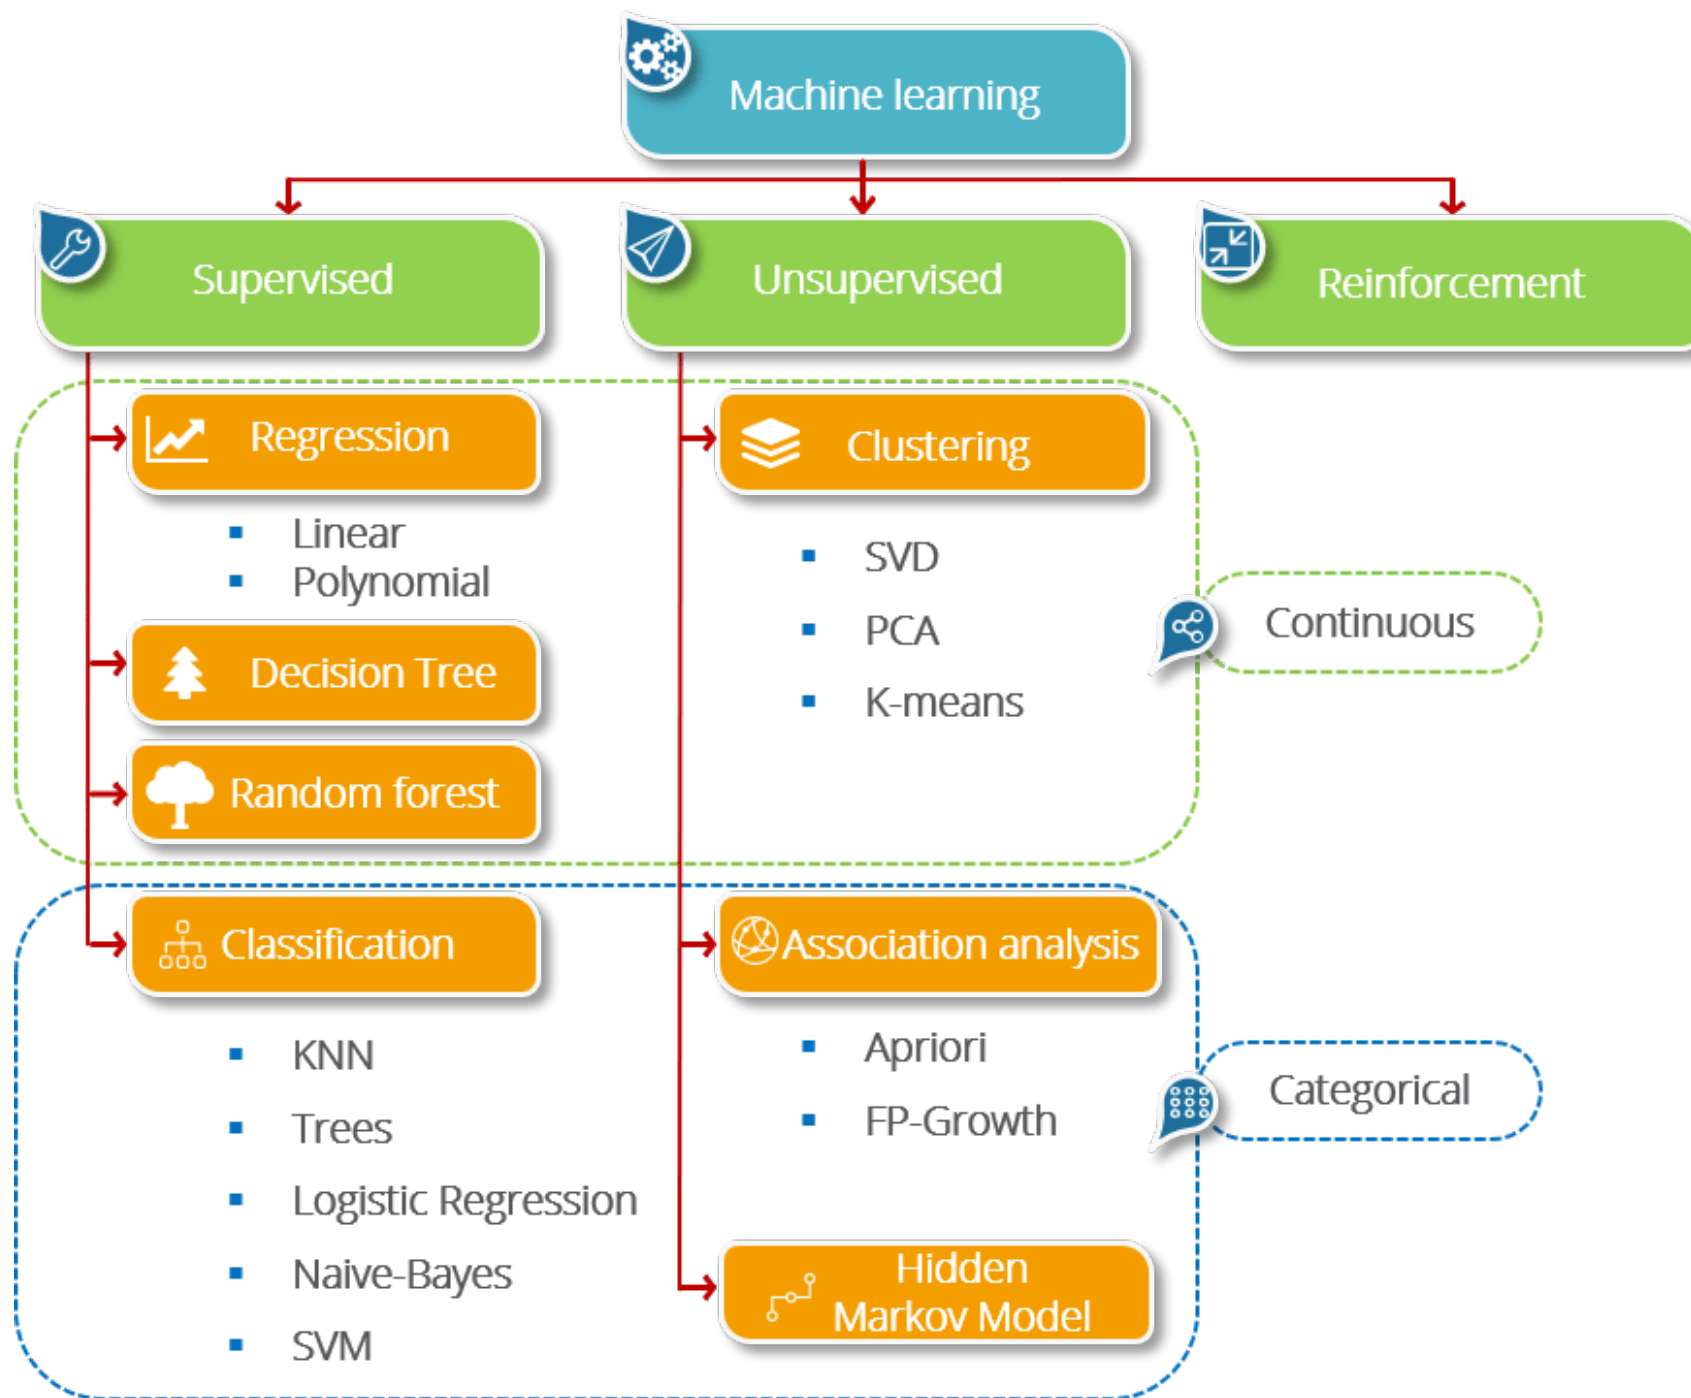 Machine learning
Supervised
Unsupervised
Reinforcement
Regression
Linear
Polynomial
Decision Tree
Random forest
Clustering
SVD
PCA
K-means
Continuous
Classification
KNN
Trees
Logistic Regression
Naive-Bayes
SVM
Association analysis
Apriori
FP-Growth
Hidden
Markov Model
Categorical